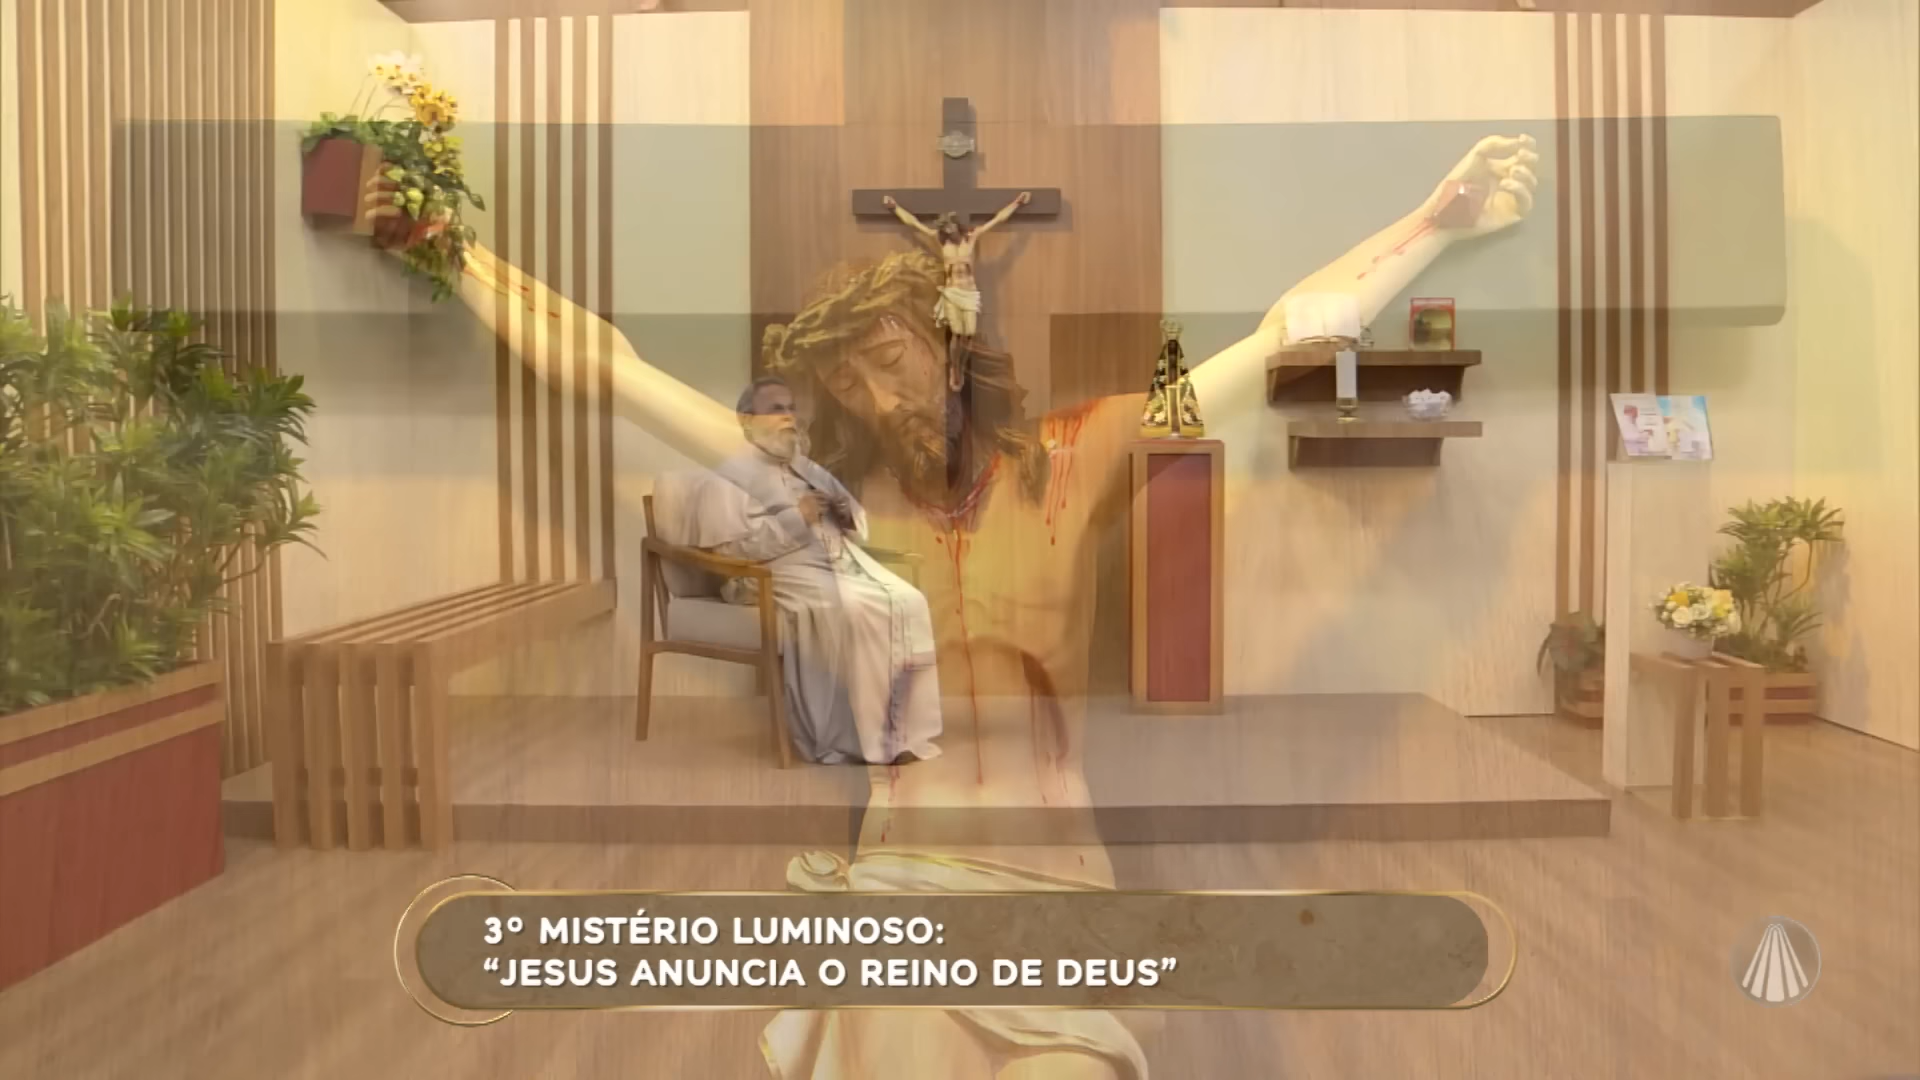 3º MISTÉRIO LUMINOSO:
“JESUS ANUNCIA O REINO DE DEUS”